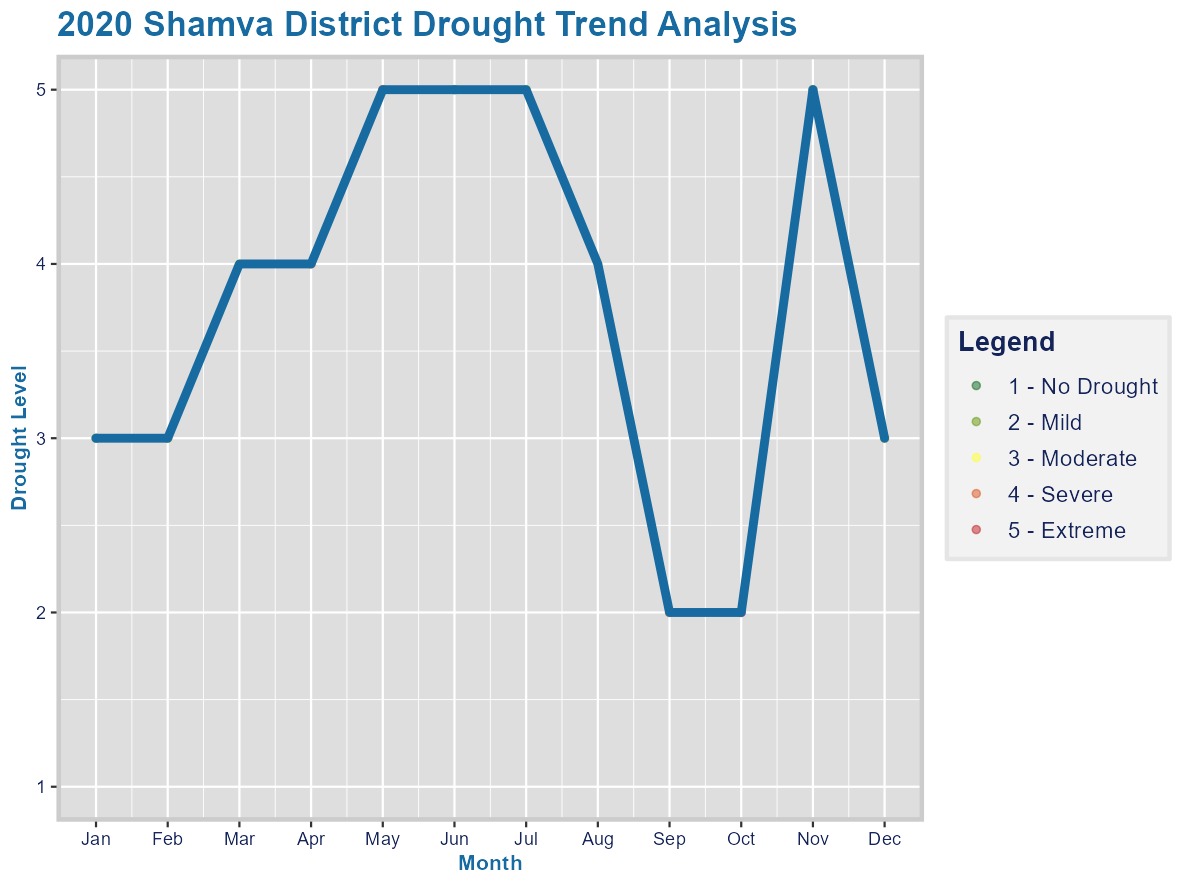 2020 Shamva District Drought Trend Analysis
5
4
3
2
1
Drought Level
Jan Feb Mar Apr May Jun Jul Aug Sep Oct Nov Dec
Month
Legend
1 - No Drought
2 - Mild
3 - Moderate
4 - Severe
5 - Extreme